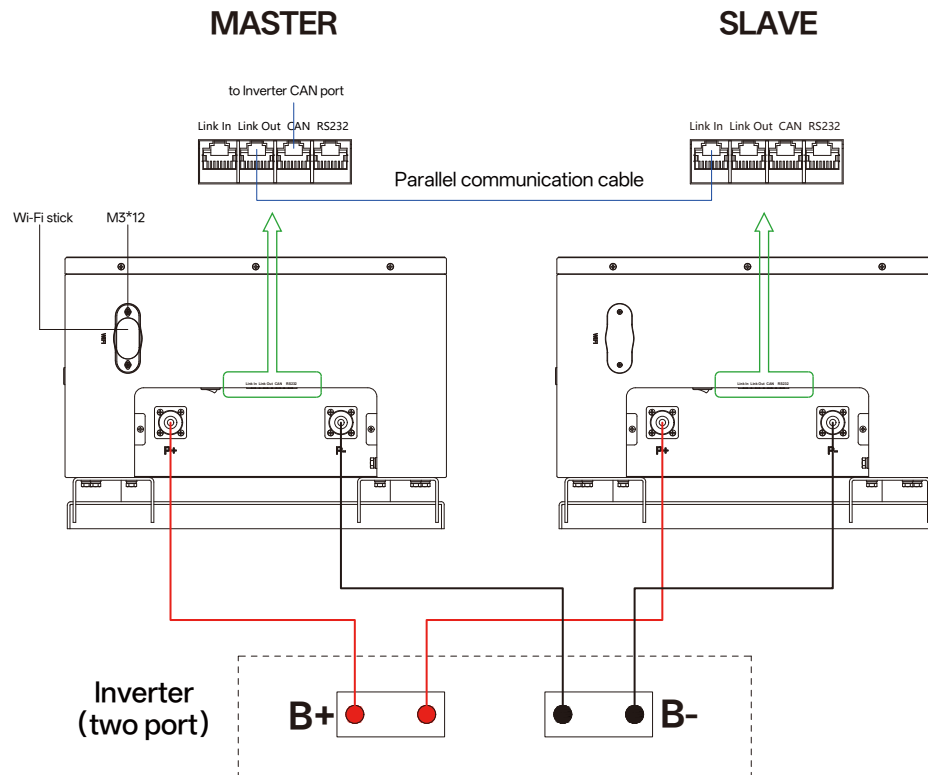 MASTER
SLAVE
to Inverter CAN port
Link In Link Out CAN RS232
Link In Link Out CAN RS232
Parallel communication cable
Wi-Fi stick
M3*12
WIFI
WIFI
Link In Link Out CAN RS232
Link In Link Out CAN RS232
P+
P-
P+
P-
Inverter
(two port)
B+
B-